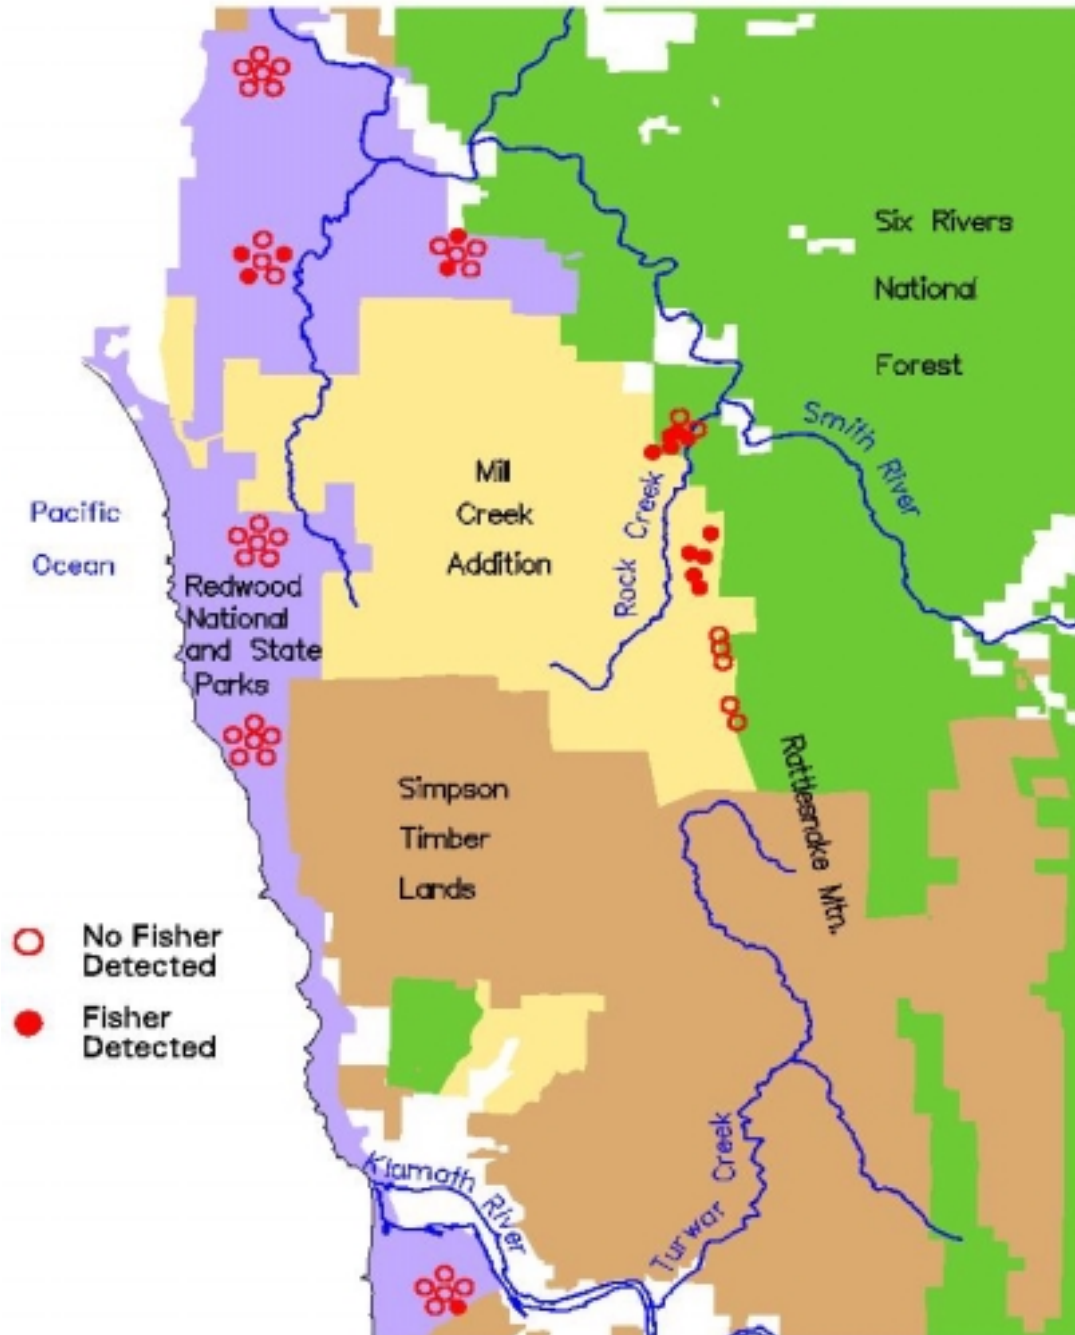 Six Rivers
National
Forest
Smith River
Mill
Creek
Addition
Rock Creek
Pacific
Ocean
Redwood
National
and State
Parks
Simpson
Timber
Lands
Rattlesnake Mtn.
No Fisher
Detected
Fisher
Detected
Klamath River
Turwar Creek